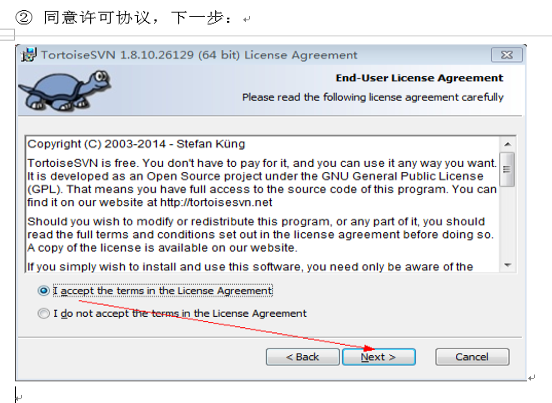 ② 同意许可协议，下一步：
TortoiseSVN 1.8.10.26129 (64 bit) License Agreement
End-User License Agreement
Please read the following license agreement carefully
Copyright (C) 2003-2014 - Stefan Küng
TortoiseSVN is free. You don't have to pay for it, and you can use it any way you want.
It is developed as an Open Source project under the GNU General Public License
(GPL). That means you have full access to the source code of this program. You can
find it on our website at http://tortoisesvn.net
Should you wish to modify or redistribute this program, or any part of it, you should
read the full terms and conditions set out in the license agreement before doing so.
A copy of the license is available on our website.
If you simply wish to install and use this software, you need only be aware of the
I accept the terms in the License Agreement
I do not accept the terms in the License Agreement
< Back Next > Cancel